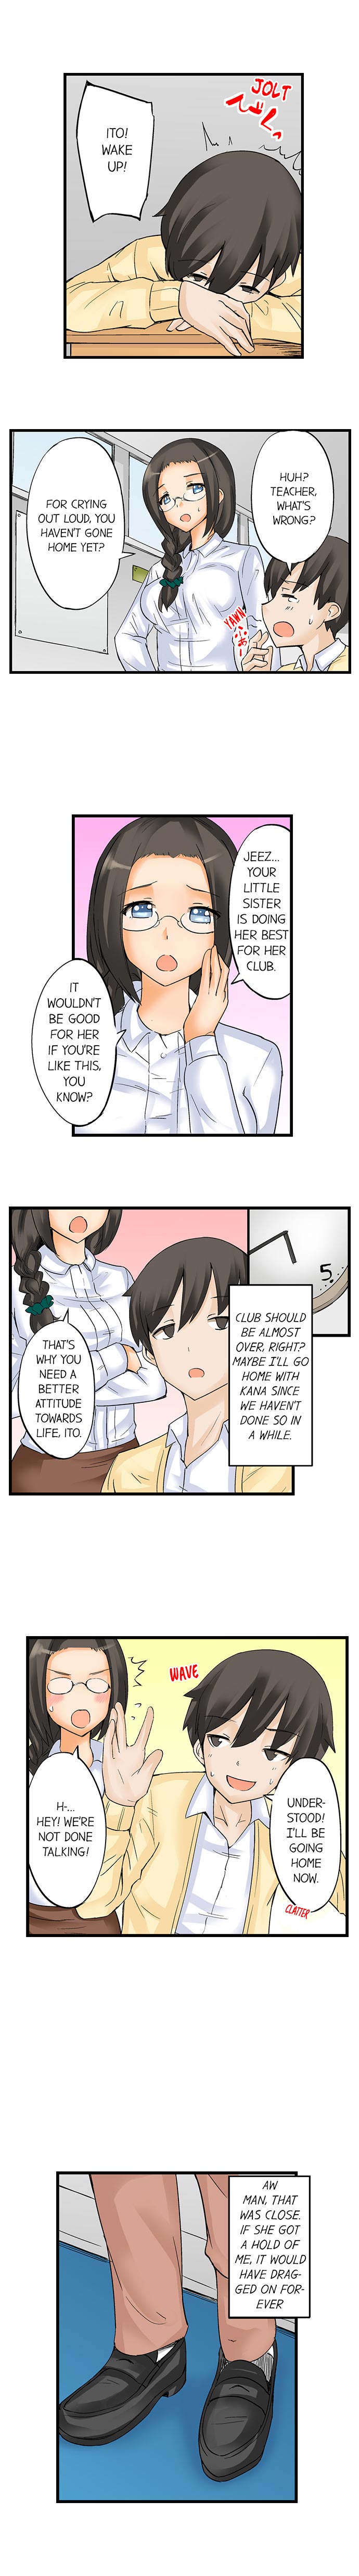 JOLT
ビクッ
ITO!
WAKE
UP!
HUH?
TEACHER,
WHAT'S
WRONG?
FOR CRYING
OUT LOUD, YOU
HAVEN'T GONE
HOME YET?
YAWN
JEEZ...
YOUR
LITTLE
SISTER
IS DOING
HER BEST
FOR HER
CLUB.
IT
WOULDN'T
BE GOOD
FOR HER
IF YOU'RE
LIKE THIS,
YOU
KNOW?
5
CLUB SHOULD
BE ALMOST
OVER, RIGHT?
MAYBE I'LL GO
HOME WITH
KANA SINCE
WE HAVEN'T
DONE SO IN
A WHILE.
THAT'S
WHY YOU
NEED A
BETTER
ATTITUDE
TOWARDS
LIFE, ITO.
WAVE
UNDER-
STOOD!
I'LL BE
GOING
HOME
NOW.
CLATTER
H-...
HEY! WE'RE
NOT DONE
TALKING!
AW
MAN, THAT
WAS CLOSE.
IF SHE GOT
A HOLD OF
ME, IT WOULD
HAVE DRAG-
GED ON FOR-
EVER